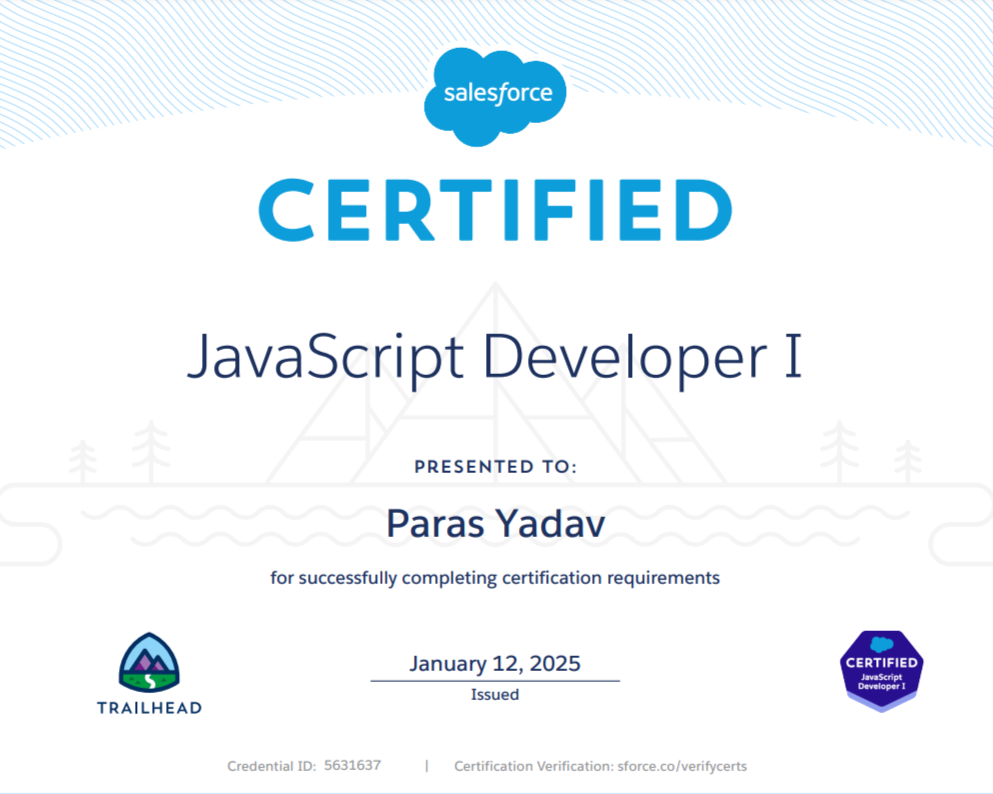 salesforce
CERTIFIED
JavaScript Developer I
PRESENTED TO:
Paras Yadav
for successfully completing certification requirements
January 12, 2025
Issued
TRAILHEAD
CERTIFIED
JavaScript
Developer I
Credential ID: 5631637 | Certification Verification: sforce.co/verifycerts